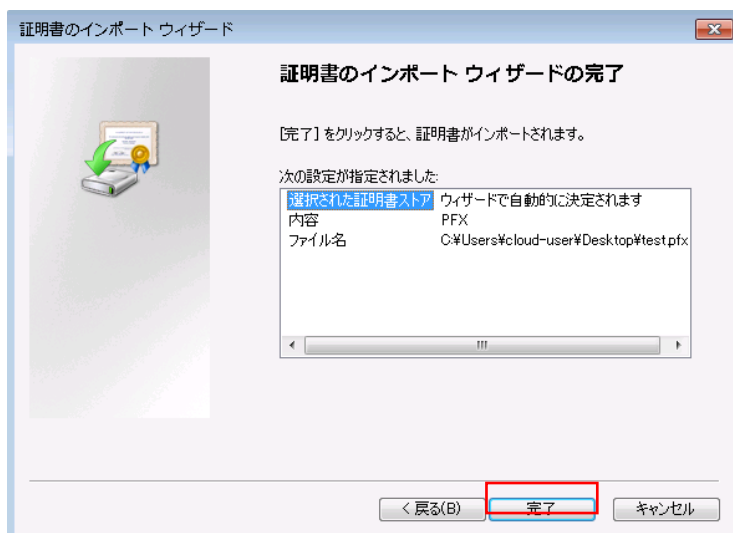 証明書のインポート ウィザード
証明書のインポート ウィザードの完了
[完了] をクリックすると、証明書がインポートされます。
次の設定が指定されました:
選択された証明書ストア ウィザードで自動的に決定されます
内容 PFX
ファイル名 C:¥Users¥cloud-user¥Desktop¥test.pfx
< 戻る(B) 完了 キャンセル